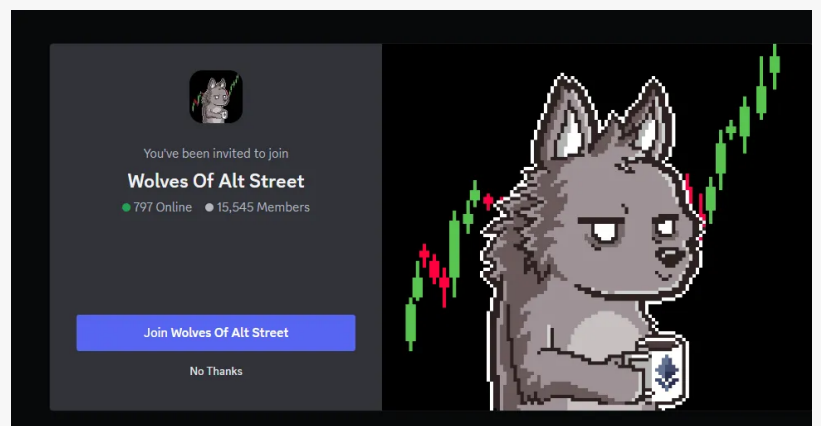 You've been invited to join
Wolves Of Alt Street
797 Online 15,545 Members
Join Wolves Of Alt Street
No Thanks